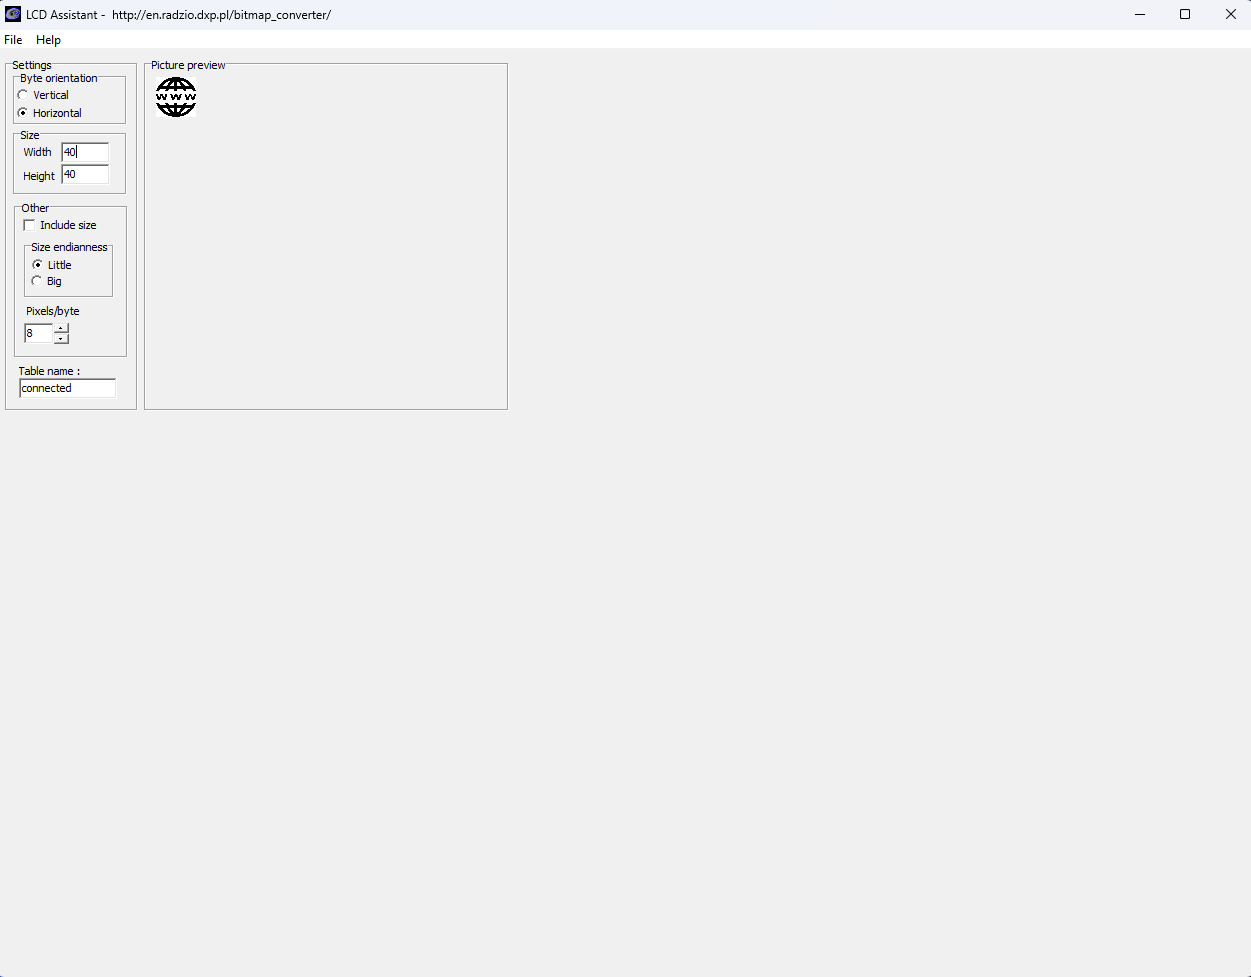 LCD Assistant - http://en.radzio.dxp.pl/bitmap_converter/
File Help
Settings
Byte orientation
Vertical
Horizontal
Size
Width 40
Height 40
Other
Include size
Size endianness
Little
Big
Pixels/byte
8
Table name :
connected
Picture preview
WWW